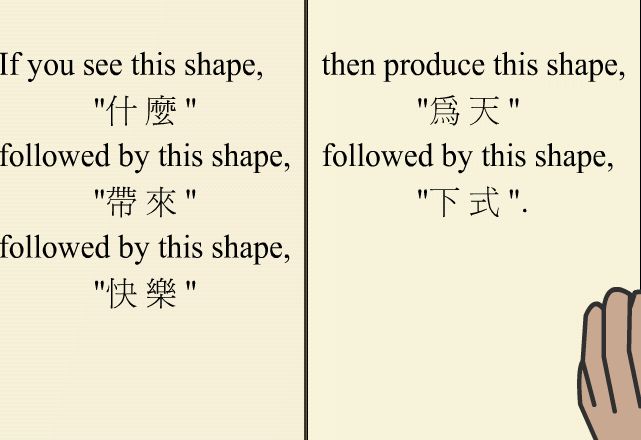 If you see this shape,
"什 麼 "
followed by this shape,
"帶 來 "
followed by this shape,
"快 樂 "
then produce this shape,
"爲 天 "
followed by this shape,
"下 式 ".